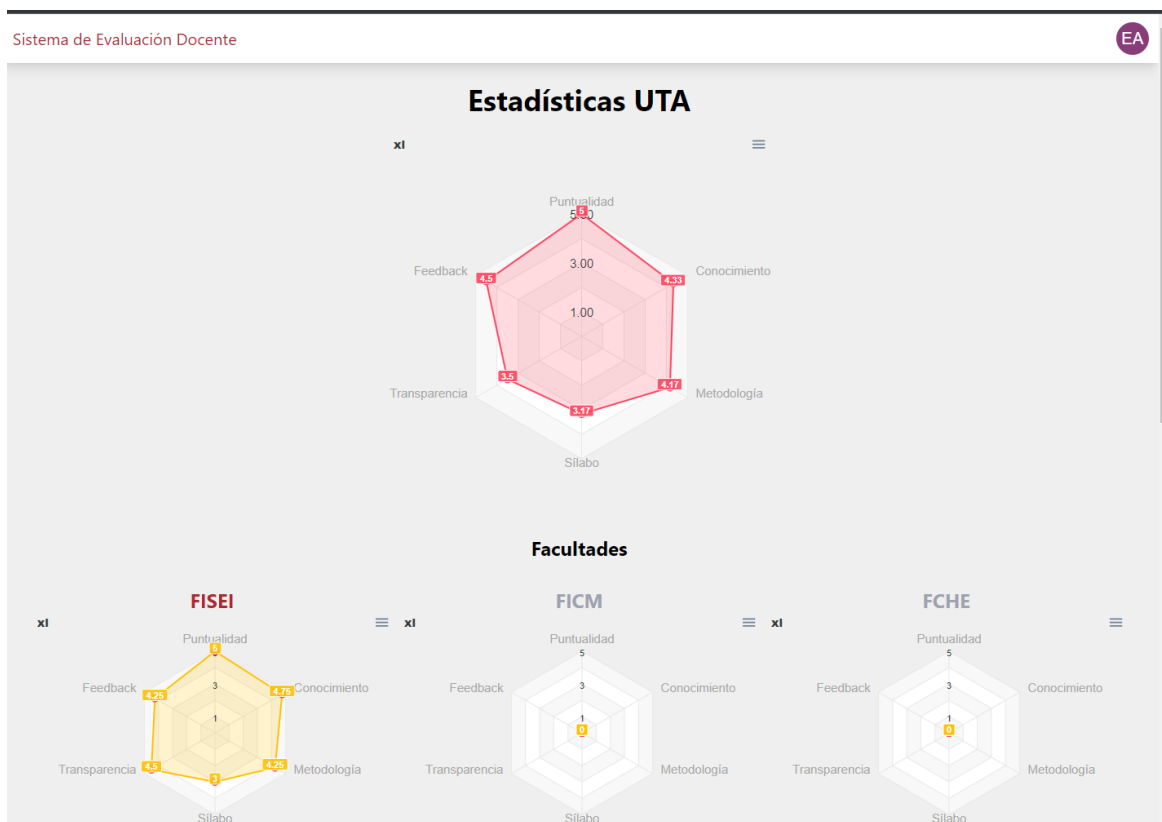 Sistema de Evaluación Docente
EA
Estadísticas UTA
xl
Puntualidad
5
5.00
Feedback
Conocimiento
4.5
4.33
3.00
1.00
3.5
4.17
Transparencia
Metodología
3.17
Sílabo
Facultades
FISEI
xl
Puntualidad
5
Feedback
4.25
3
4.75
Conocimiento
1
Transparencia
4.5
3
4.25
Metodología
Sílabo
FICM
xl
Puntualidad
5
Feedback
3
Conocimiento
1
0
Transparencia
Metodología
Sílabo
FCHE
xl
Puntualidad
5
Feedback
3
Conocimiento
1
0
Transparencia
Metodología
Sílabo